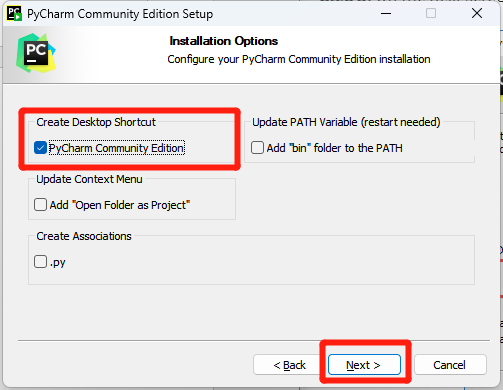 PyCharm Community Edition Setup
PC
Installation Options
Configure your PyCharm Community Edition installation
Create Desktop Shortcut
PyCharm Community Edition
Update PATH Variable (restart needed)
Add "bin" folder to the PATH
Update Context Menu
Add "Open Folder as Project"
Create Associations
.py
< Back
Next >
Cancel